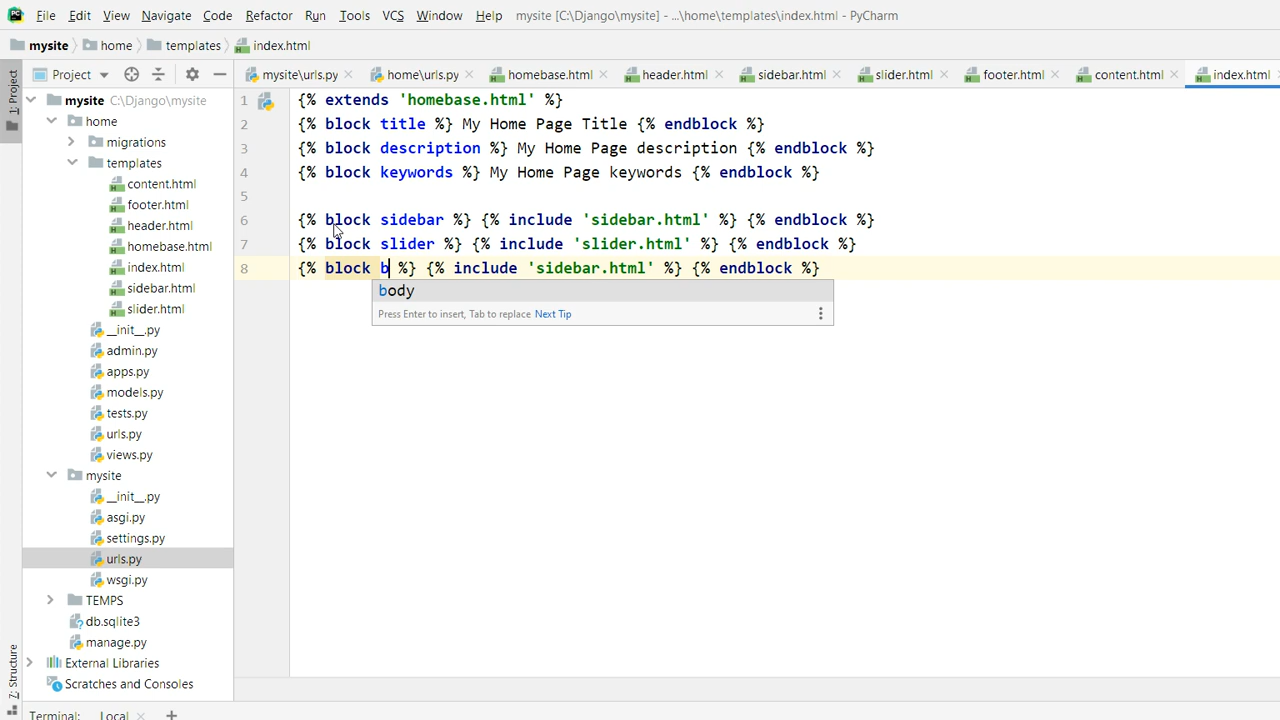 File Edit View Navigate Code Refactor Run Tools VCS Window Help mysite [C:\Django\mysite] - ...\home\templates\index.html - PyCharm
mysite home templates index.html
1: Project
Project
mysite\urls.py home\urls.py homebase.html header.html sidebar.html slider.html footer.html content.html index.html
mysite C:\Django\mysite
home
migrations
templates
content.html
footer.html
header.html
homebase.html
index.html
sidebar.html
slider.html
__init__.py
admin.py
apps.py
models.py
tests.py
urls.py
views.py
mysite
__init__.py
asgi.py
settings.py
urls.py
wsgi.py
TEMPS
db.sqlite3
manage.py
External Libraries
Scratches and Consoles
1 {% extends 'homebase.html' %}
2 {% block title %} My Home Page Title {% endblock %}
3 {% block description %} My Home Page description {% endblock %}
4 {% block keywords %} My Home Page keywords {% endblock %}
5
6 {% block sidebar %} {% include 'sidebar.html' %} {% endblock %}
7 {% block slider %} {% include 'slider.html' %} {% endblock %}
8 {% block b %} {% include 'sidebar.html' %} {% endblock %}
body
Press Enter to insert, Tab to replace Next Tip
Z: Structure
Terminal: Local